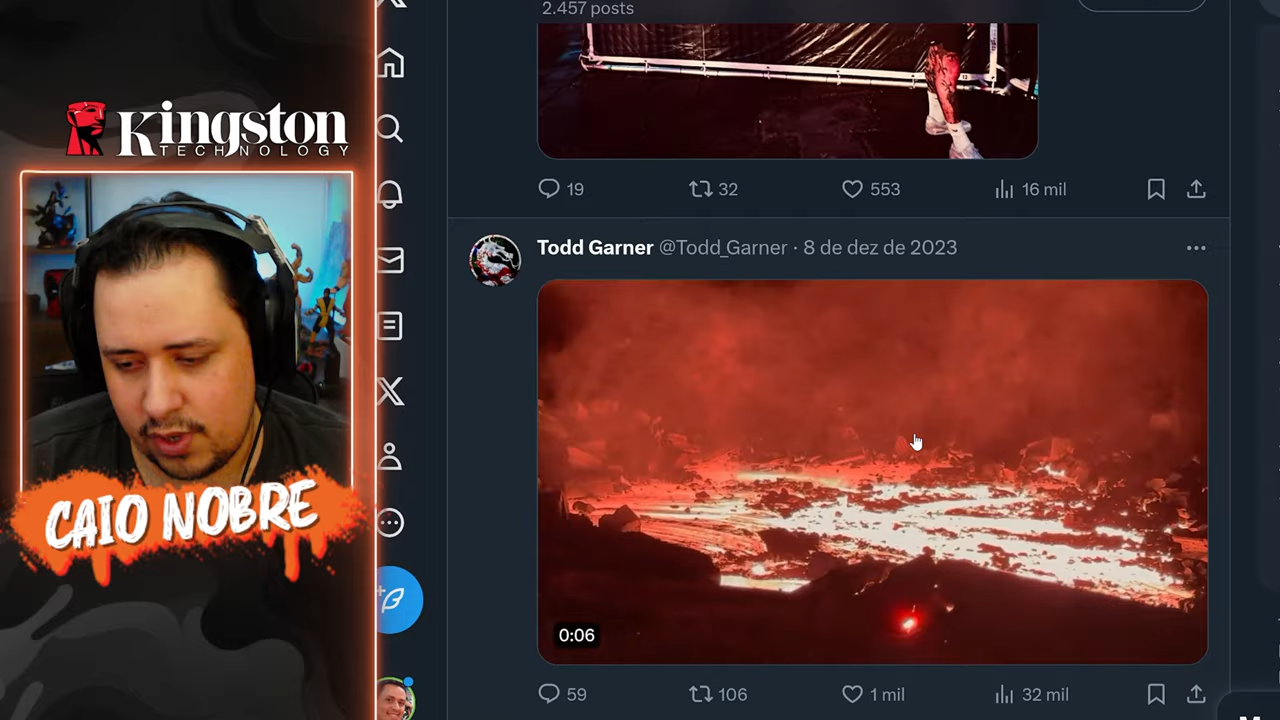 2.457 posts
Kingston
TECHNOLOGY
19
32
553
16 mil
Todd Garner @Todd_Garner · 8 de dez de 2023
CAIO NOBRE
0:06
59
106
1 mil
32 mil